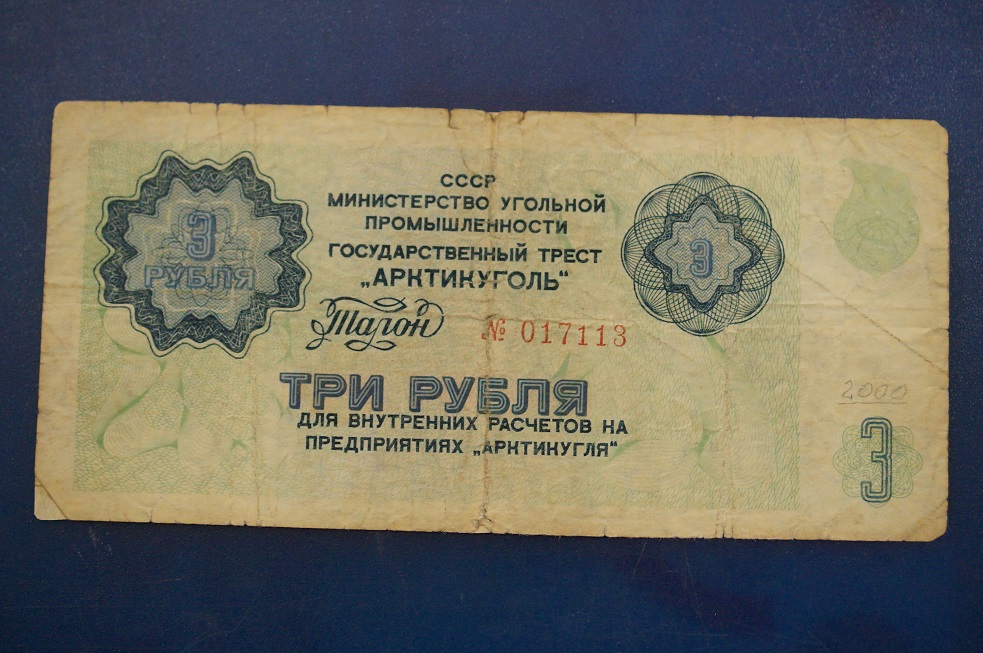 3
РУБЛЯ
СССР
МИНИСТЕРСТВО УГОЛЬНОЙ
ПРОМЫШЛЕННОСТИ
ГОСУДАРСТВЕННЫЙ ТРЕСТ
„АРКТИКУГОЛЬ“
Талон
№ 017113
3
ТРИ РУБЛЯ
ДЛЯ ВНУТРЕННИХ РАСЧЕТОВ НА
ПРЕДПРИЯТИЯХ „АРКТИКУГЛЯ“
2000
3